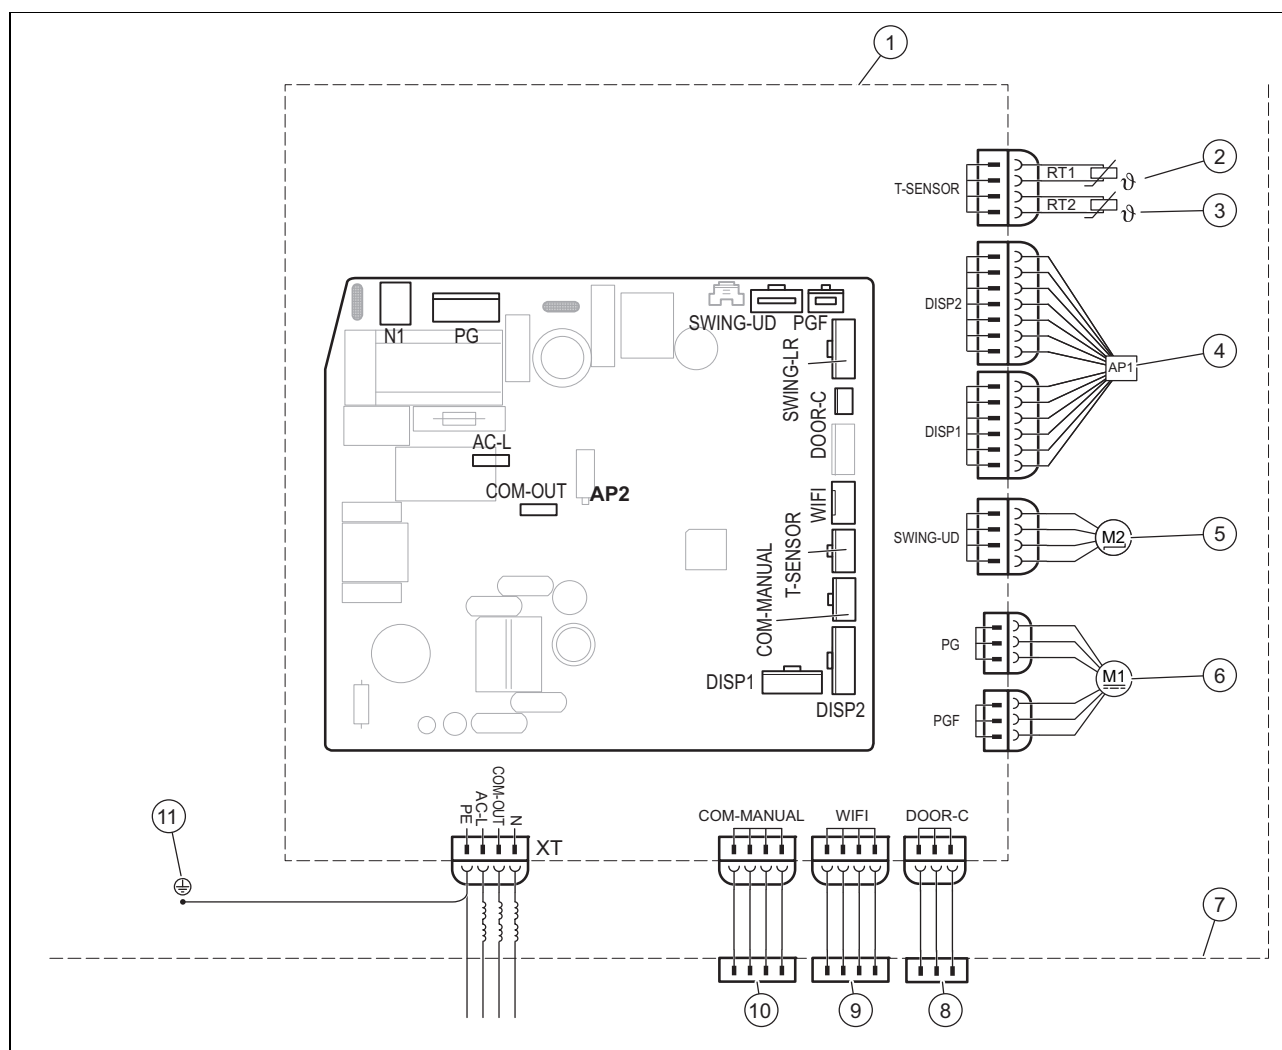 1
T-SENSOR
RT1
ϑ
2
RT2
ϑ
3
DISP2
AP1
4
DISP1
SWING-UD
M2
5
PG
M1
6
PGF
N1
PG
SWING-UD
PGF
SWING-LR
DOOR-C
AC-L
COM-OUT
AP2
WIFI
T-SENSOR
COM-MANUAL
DISP1
DISP2
PE
AC-L
COM-OUT
N
XT
COM-MANUAL
WIFI
DOOR-C
11
7
10
9
8